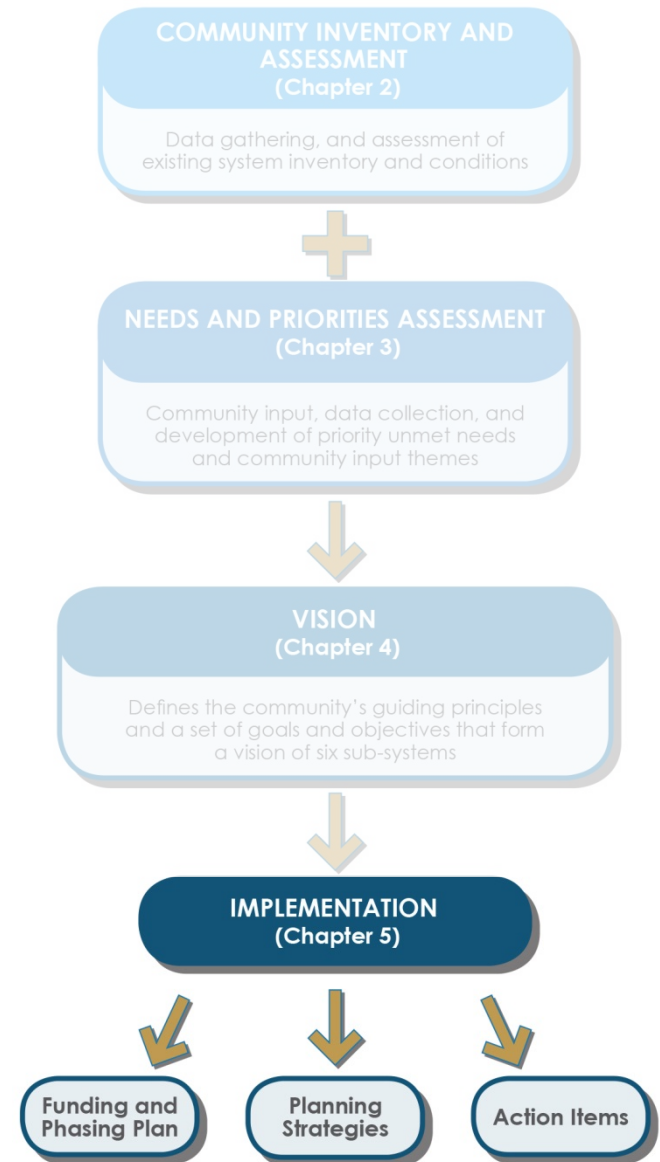 COMMUNITY INVENTORY AND
ASSESSMENT
(Chapter 2)
Data gathering, and assessment of
existing system inventory and conditions
NEEDS AND PRIORITIES ASSESSMENT
(Chapter 3)
Community input, data collection, and
development of priority unmet needs
and community input themes
VISION
(Chapter 4)
Defines the community’s guiding principles
and a set of goals and objectives that form
a vision of six sub-systems
IMPLEMENTATION
(Chapter 5)
Funding and
Phasing Plan
Planning
Strategies
Action Items